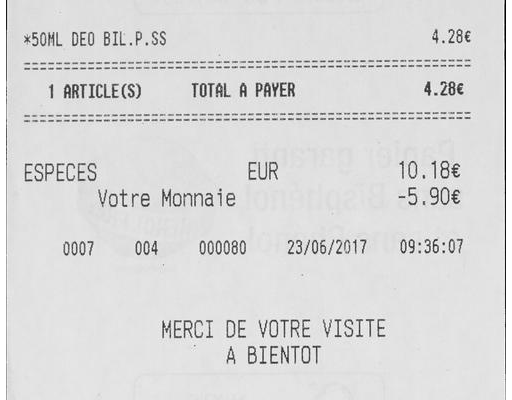 *50ML DEO BIL.P.SS 4.28€
1 ARTICLE(S) TOTAL A PAYER 4.28€
ESPECES EUR 10.18€
Votre Monnaie -5.90€
0007 004 000080 23/06/2017 09:36:07
MERCI DE VOTRE VISITE
A BIENTOT